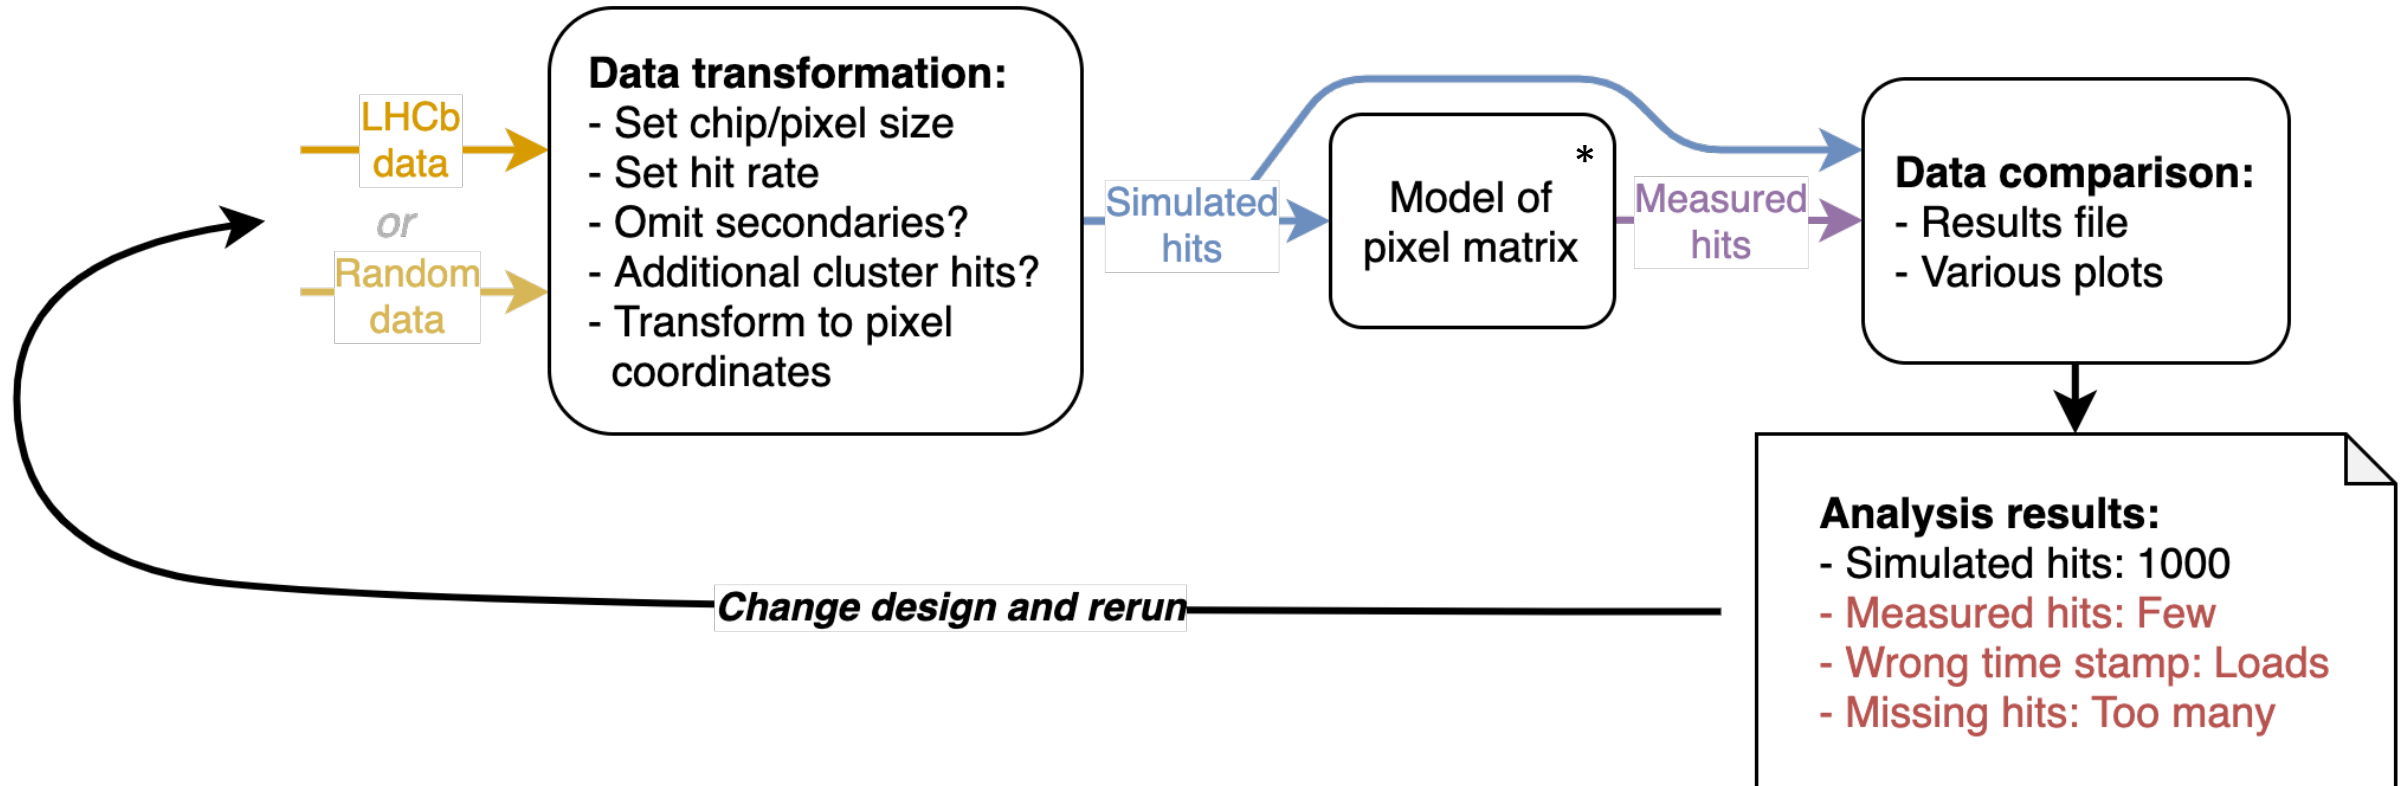 LHCb
data
or
Random
data
Data transformation:
- Set chip/pixel size
- Set hit rate
- Omit secondaries?
- Additional cluster hits?
- Transform to pixel
coordinates
Simulated
hits
*
Model of
pixel matrix
Measured
hits
Data comparison:
- Results file
- Various plots
Analysis results:
- Simulated hits: 1000
- Measured hits: Few
- Wrong time stamp: Loads
- Missing hits: Too many
Change design and rerun